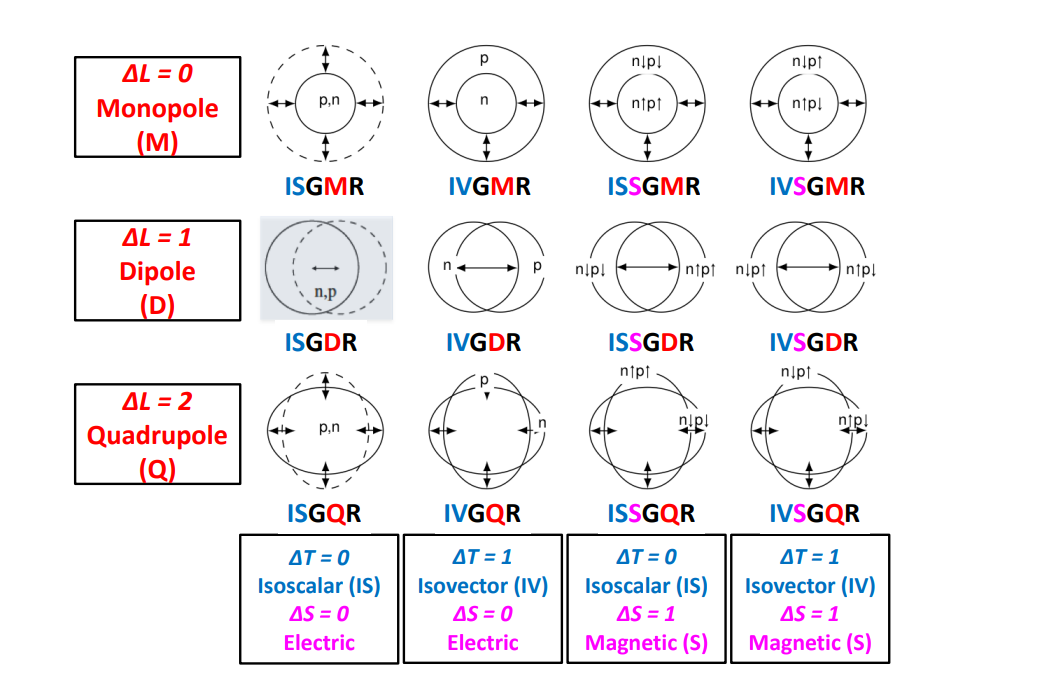 ΔL = 0
Monopole
(M)
p,n
p
n
n↓p↓
n↑p↑
n↓p↑
n↑p↓
ISGMR
IVGMR
ISSGMR
IVSGMR
ΔL = 1
Dipole
(D)
n,p
n
p
n↓p↓
n↑p↑
n↓p↑
n↑p↓
ISGDR
IVGDR
ISSGDR
IVSGDR
ΔL = 2
Quadrupole
(Q)
p,n
p
n
n↑p↑
n↓p↓
n↓p↑
n↑p↓
ISGQR
IVGQR
ISSGQR
IVSGQR
ΔT = 0
Isoscalar (IS)
ΔS = 0
Electric
ΔT = 1
Isovector (IV)
ΔS = 0
Electric
ΔT = 0
Isoscalar (IS)
ΔS = 1
Magnetic (S)
ΔT = 1
Isovector (IV)
ΔS = 1
Magnetic (S)